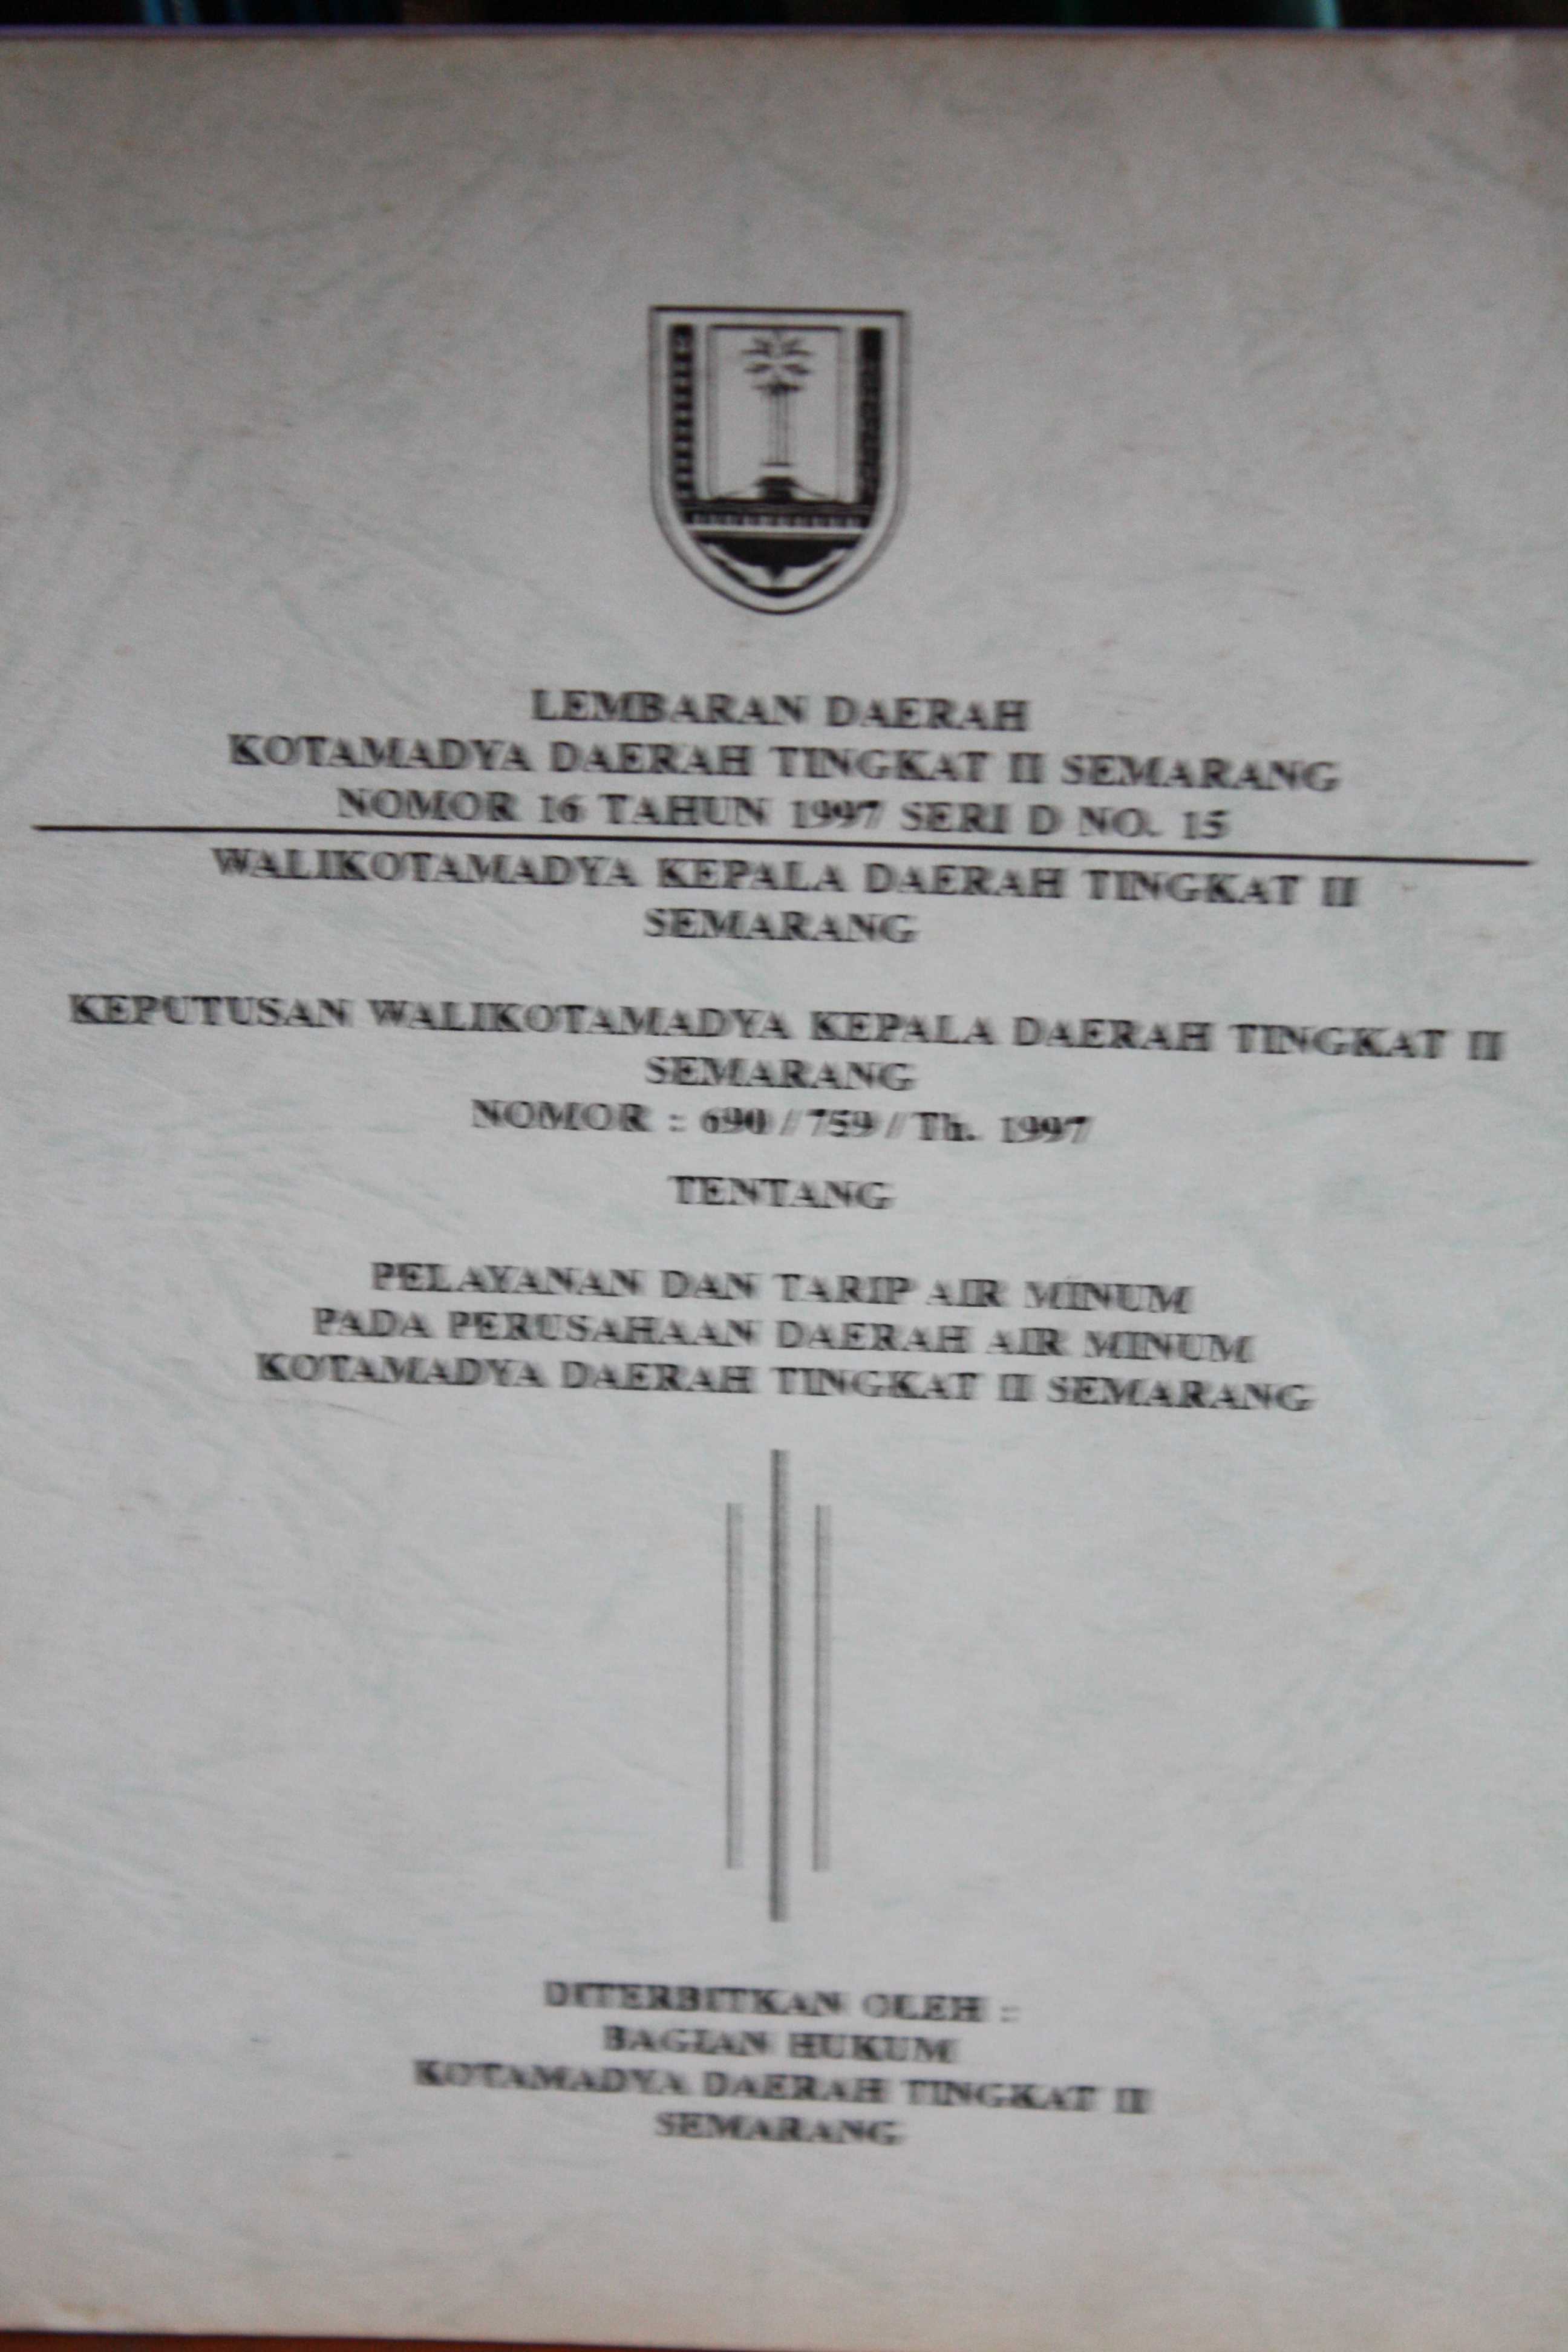 LEMBARAN DAERAH
KOTAMADYA DAERAH TINGKAT II SEMARANG
NOMOR 16 TAHUN 1997 SERI D NO. 15
WALIKOTAMADYA KEPALA DAERAH TINGKAT II
SEMARANG
KEPUTUSAN WALIKOTAMADYA KEPALA DAERAH TINGKAT II
SEMARANG
NOMOR : 690 / 759 / Th. 1997
TENTANG
PELAYANAN DAN TARIP AIR MINUM
PADA PERUSAHAAN DAERAH AIR MINUM
KOTAMADYA DAERAH TINGKAT II SEMARANG
DITERBITKAN OLEH :
BAGIAN HUKUM
KOTAMADYA DAERAH TINGKAT II
SEMARANG